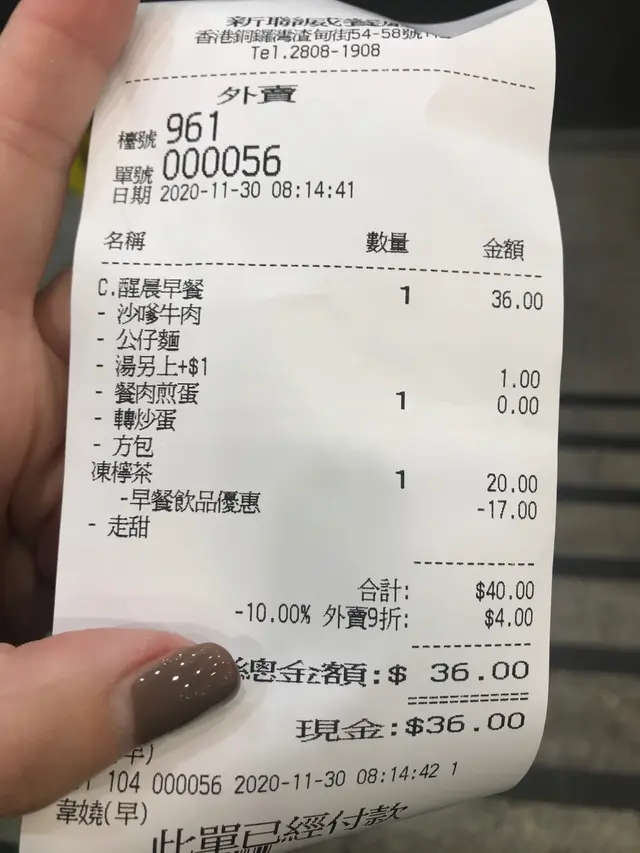 新聯
香港銅鑼灣渣甸街54-58號
Tel.2808-1908
外賣
檯號 961
單號 000056
日期 2020-11-30 08:14:41
名稱 數量 金額
C.醒晨早餐 1 36.00
- 沙嗲牛肉
- 公仔麵
- 湯另上+$1 1.00
- 餐肉煎蛋 1 0.00
- 轉炒蛋
- 方包
凍檸茶 1 20.00
-早餐飲品優惠 -17.00
- 走甜
合計: $40.00
-10.00% 外賣9折: $4.00
總金額:$ 36.00
現金:$36.00
早)
104 000056 2020-11-30 08:14:42 1
韋嬈(早)
此單已經付款